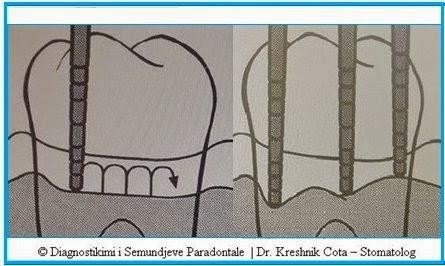 © Diagnostikimi i Semundjeve Paradontale | Dr. Kreshnik Cota – Stomatolog